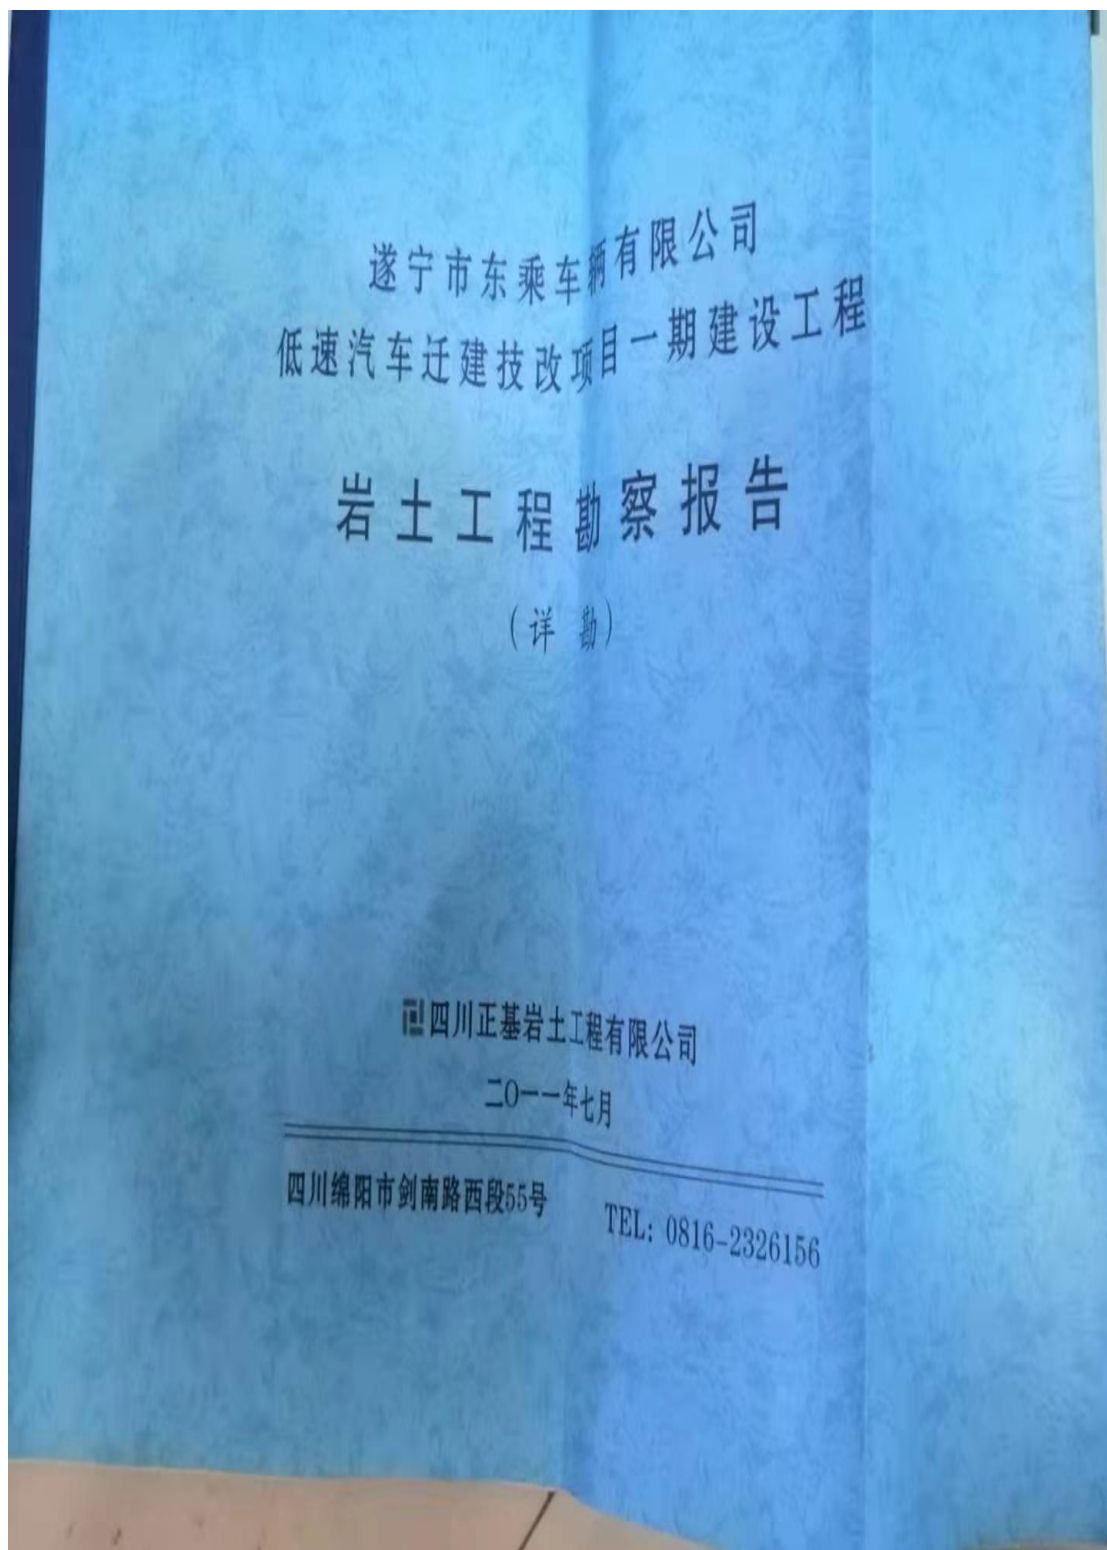 遂宁市东乘车辆有限公司
低速汽车迁建技改项目一期建设工程
岩土工程勘察报告
（详 勘）
四川正基岩土工程有限公司
二〇一一年七月
四川绵阳市剑南路西段55号 TEL: 0816-2326156